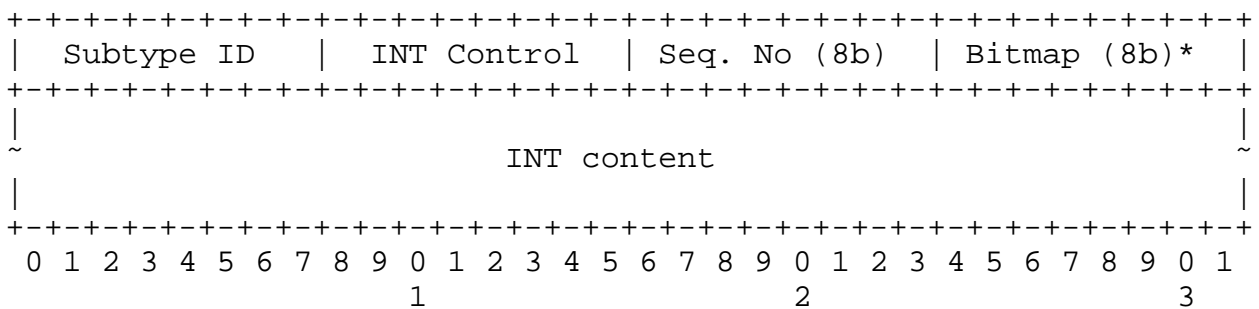 +-+-+-+-+-+-+-+-+-+-+-+-+-+-+-+-+-+-+-+-+-+-+-+-+-+-+-+-+-+-+-+-+
|  Subtype ID   |  INT Control  | Seq. No (8b)  | Bitmap (8b)*  |
+-+-+-+-+-+-+-+-+-+-+-+-+-+-+-+-+-+-+-+-+-+-+-+-+-+-+-+-+-+-+-+-+
|                                                               |
~                          INT content                          ~
|                                                               |
+-+-+-+-+-+-+-+-+-+-+-+-+-+-+-+-+-+-+-+-+-+-+-+-+-+-+-+-+-+-+-+-+
 0 1 2 3 4 5 6 7 8 9 0 1 2 3 4 5 6 7 8 9 0 1 2 3 4 5 6 7 8 9 0 1
                     1                   2                   3